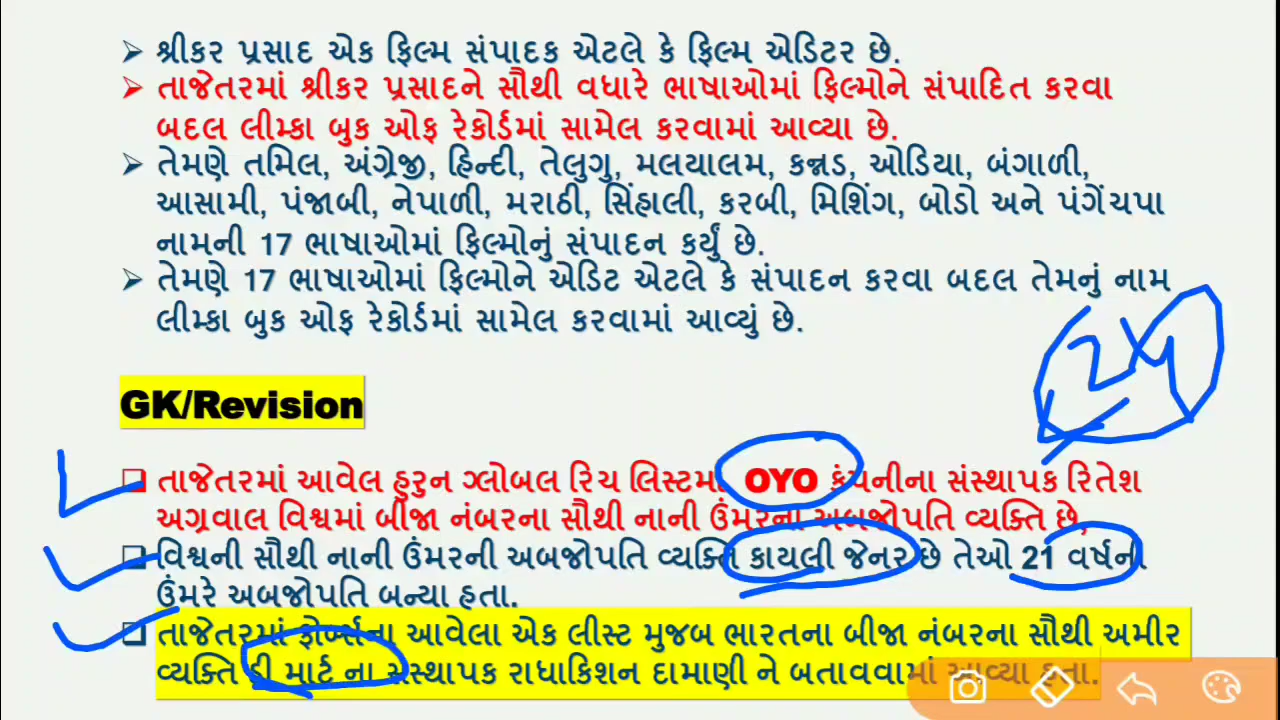 ➢ શ્રીકર પ્રસાદ એક ફિલ્મ સંપાદક એટલે કે ફિલ્મ એડિટર છે.
➢ તાજેતરમાં શ્રીકર પ્રસાદને સૌથી વધારે ભાષાઓમાં ફિલ્મોને સંપાદિત કરવા
બદલ લીમ્કા બુક ઓફ રેકોર્ડમાં સામેલ કરવામાં આવ્યા છે.
➢ તેમણે તમિલ, અંગ્રેજી, હિન્દી, તેલુગુ, મલયાલમ, કન્નડ, ઓડિયા, બંગાળી,
આસામી, પંજાબી, નેપાળી, મરાઠી, સિંહાલી, કરબી, મિશિંગ, બોડો અને પંગેંચપા
નામની 17 ભાષાઓમાં ફિલ્મોનું સંપાદન કર્યું છે.
➢ તેમણે 17 ભાષાઓમાં ફિલ્મોને એડિટ એટલે કે સંપાદન કરવા બદલ તેમનું નામ
લીમ્કા બુક ઓફ રેકોર્ડમાં સામેલ કરવામાં આવ્યું છે.
GK/Revision
❑ તાજેતરમાં આવેલ હુરુન ગ્લોબલ રિચ લિસ્ટમાં OYO કંપનીના સંસ્થાપક રિતેશ
અગ્રવાલ વિશ્વમાં બીજા નંબરના સૌથી નાની ઉંમરના અબજોપતિ વ્યક્તિ છે,
❑ વિશ્વની સૌથી નાની ઉંમરની અબજોપતિ વ્યક્તિ કાયલી જેનર છે તેઓ 21 વર્ષની
ઉંમરે અબજોપતિ બન્યા હતા.
❑ તાજેતરમાં ફોર્બ્સના આવેલા એક લીસ્ટ મુજબ ભારતના બીજા નંબરના સૌથી અમીર
વ્યક્તિ ડી માર્ટ ના સંસ્થાપક રાધાકિશન દામાણી ને બતાવવામાં આવ્યા હતા.